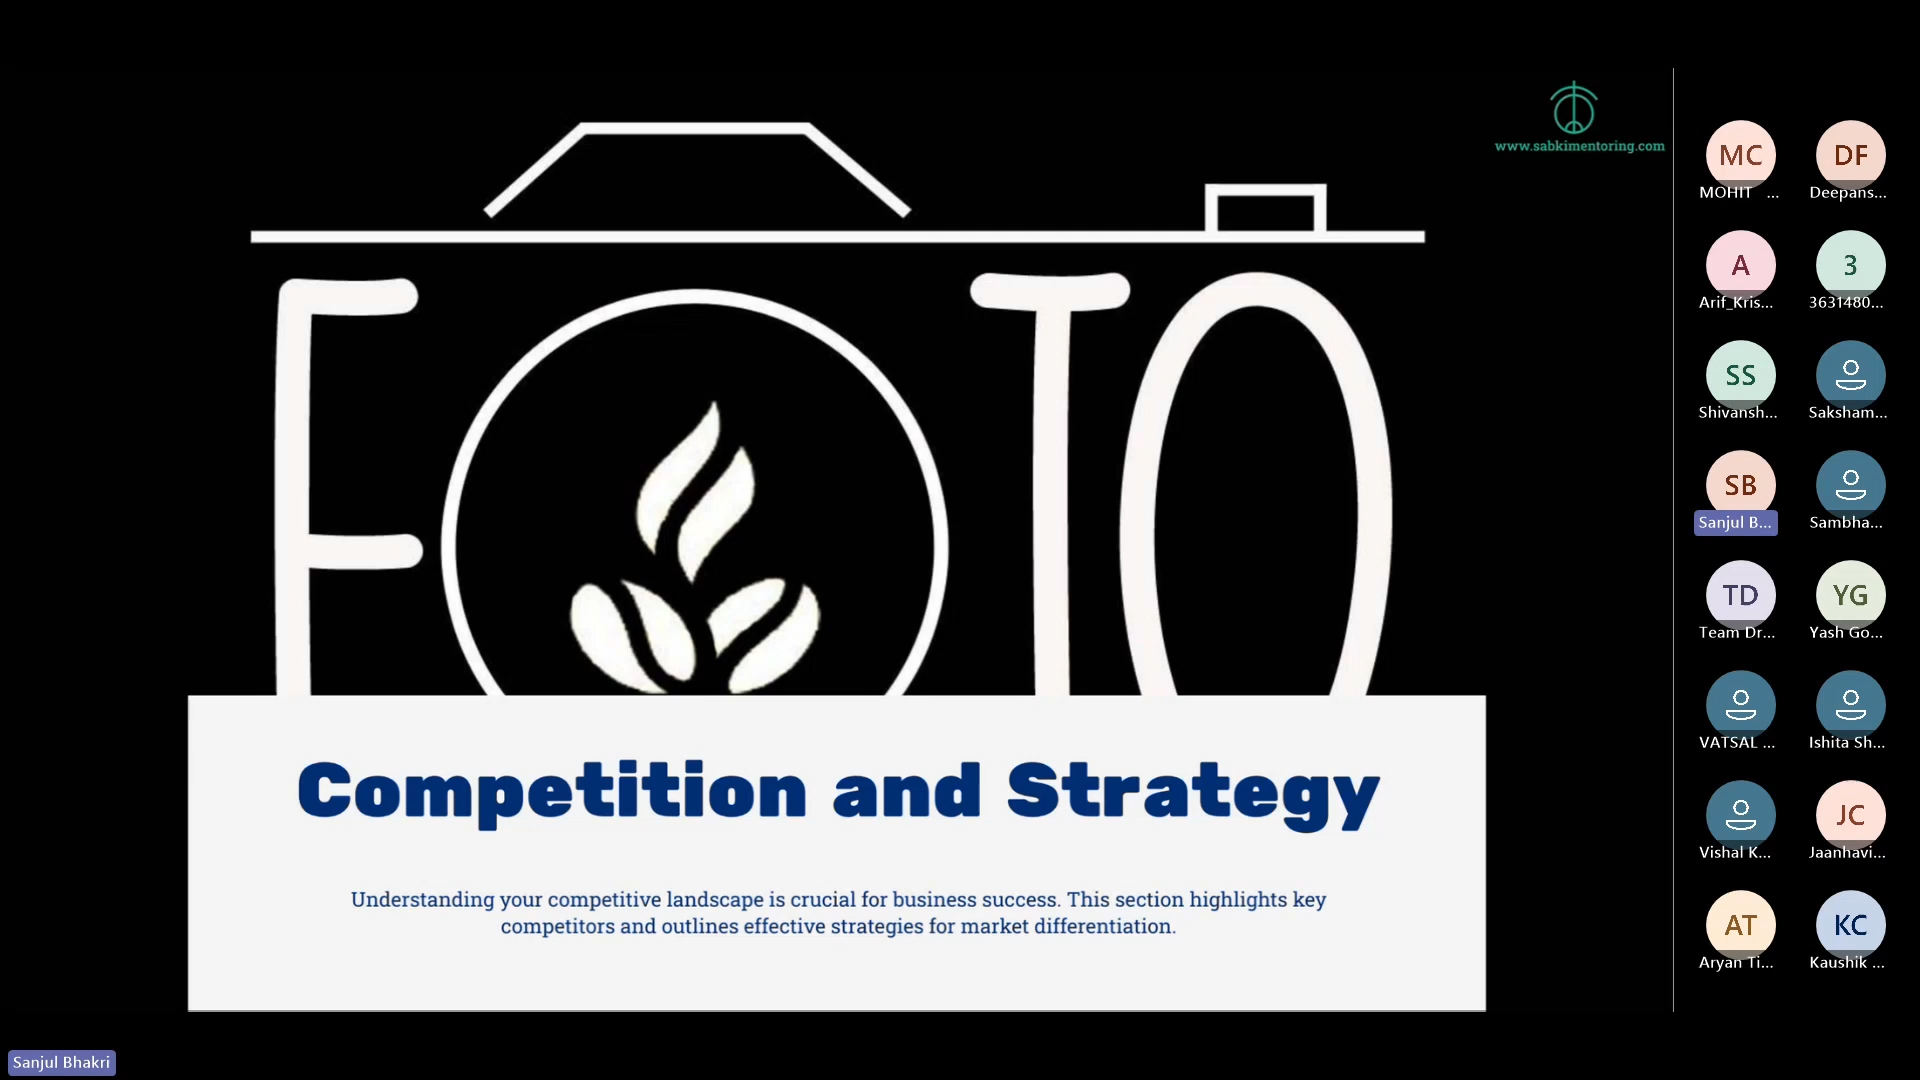 www.sabkimentoring.com
FOTO
Competition and Strategy
Understanding your competitive landscape is crucial for business success. This section highlights key
competitors and outlines effective strategies for market differentiation.
MC
MOHIT ...
DF
Deepans...
A
Arif_Kris...
3
3631480...
SS
Shivansh...
Saksham...
SB
Sanjul B...
Sambha...
TD
Team Dr...
YG
Yash Go...
VATSAL ...
Ishita Sh...
Vishal K...
JC
Jaanhavi...
AT
Aryan Ti...
KC
Kaushik ...
Sanjul Bhakri